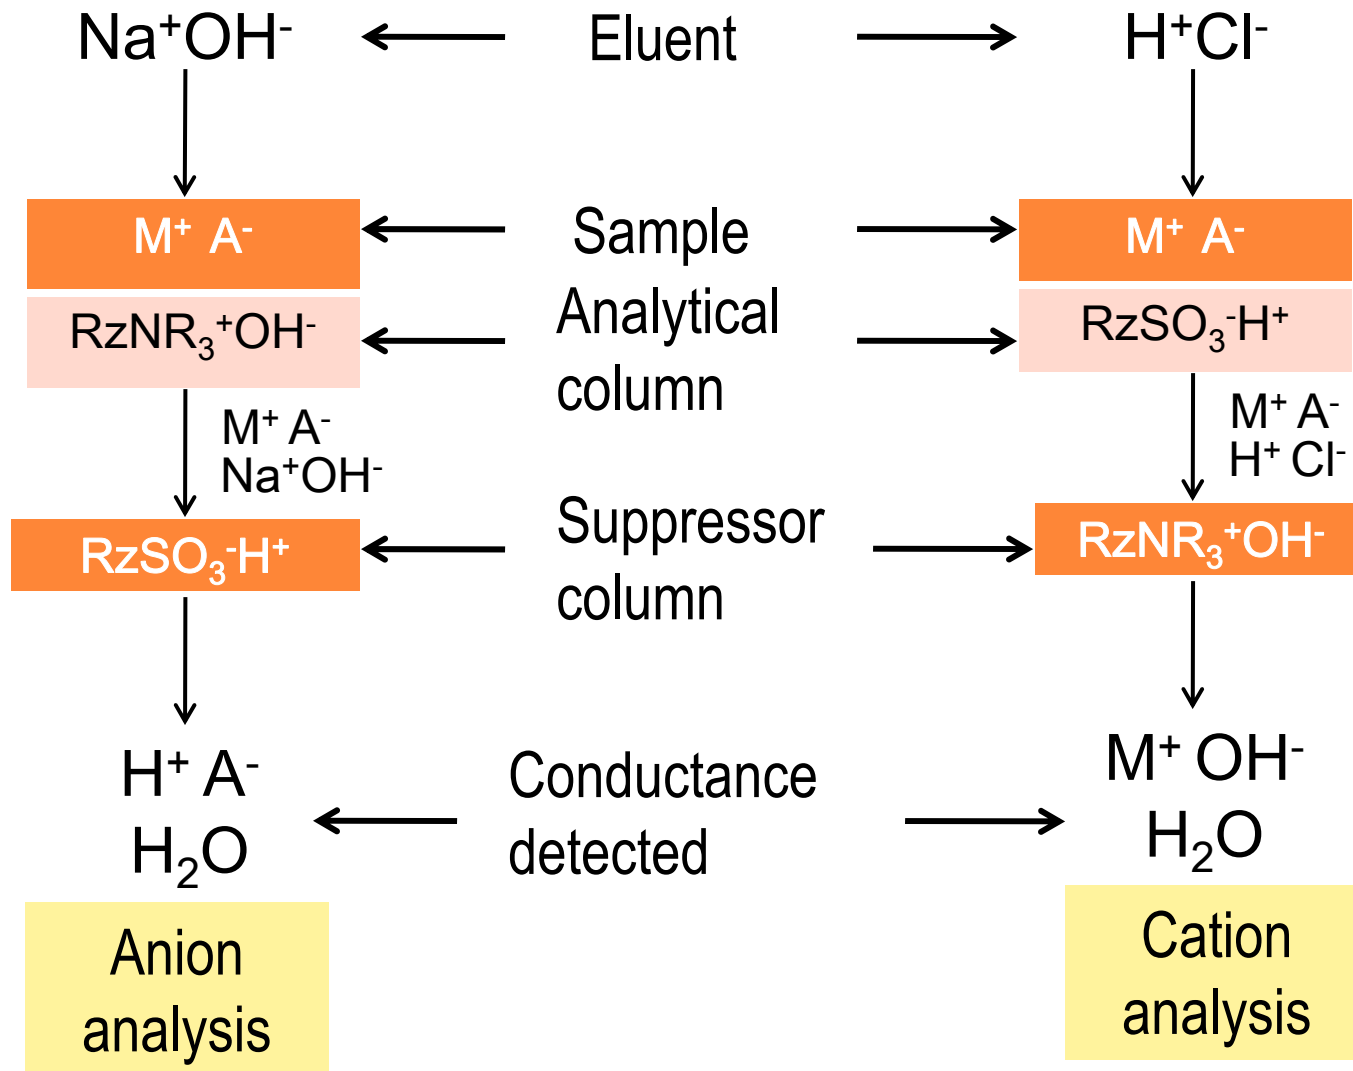 Na⁺OH⁻
Eluent
H⁺Cl⁻
M⁺ A⁻
Sample
M⁺ A⁻
RzNR₃⁺OH⁻
Analytical
column
RzSO₃⁻H⁺
M⁺ A⁻
Na⁺OH⁻
M⁺ A⁻
H⁺ Cl⁻
RzSO₃⁻H⁺
Suppressor
column
RzNR₃⁺OH⁻
H⁺ A⁻
H₂O
Conductance
detected
M⁺ OH⁻
H₂O
Anion
analysis
Cation
analysis